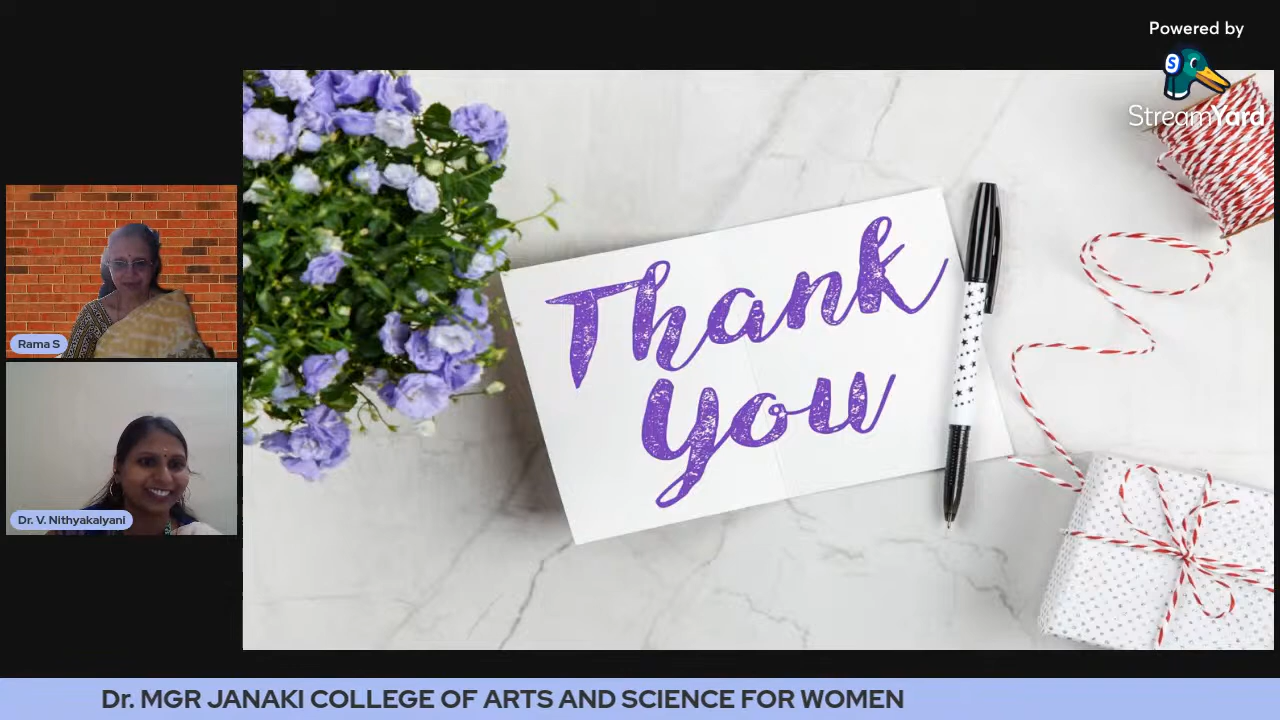 Powered by
S
StreamYard
Thank
You
Rama S
Dr. V. Nithyakalyani
Dr. MGR JANAKI COLLEGE OF ARTS AND SCIENCE FOR WOMEN